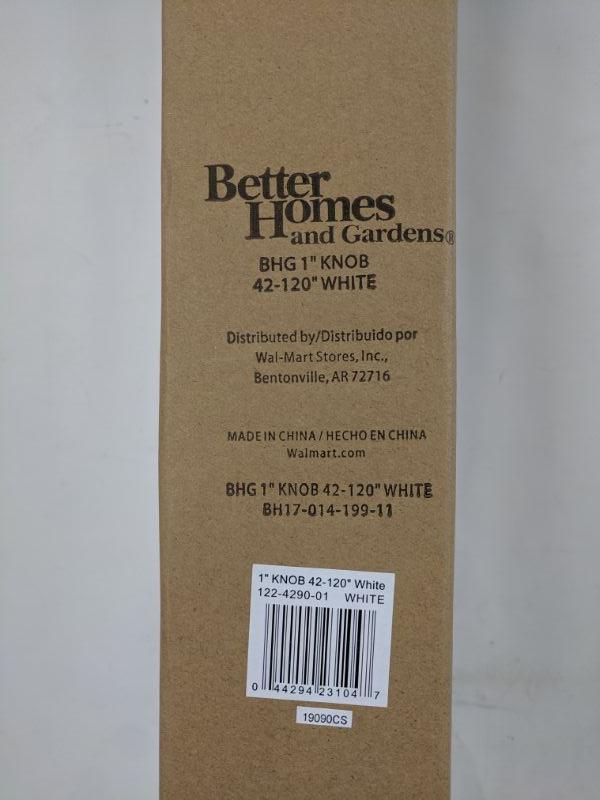 Better
Homes
and Gardens®
BHG 1" KNOB
42-120" WHITE
Distributed by/Distribuido por
Wal-Mart Stores, Inc.,
Bentonville, AR 72716
MADE IN CHINA / HECHO EN CHINA
Walmart.com
BHG 1" KNOB 42-120" WHITE
BH17-014-199-11
1" KNOB 42-120" White
122-4290-01 WHITE
0 44294 23104 7
19090CS